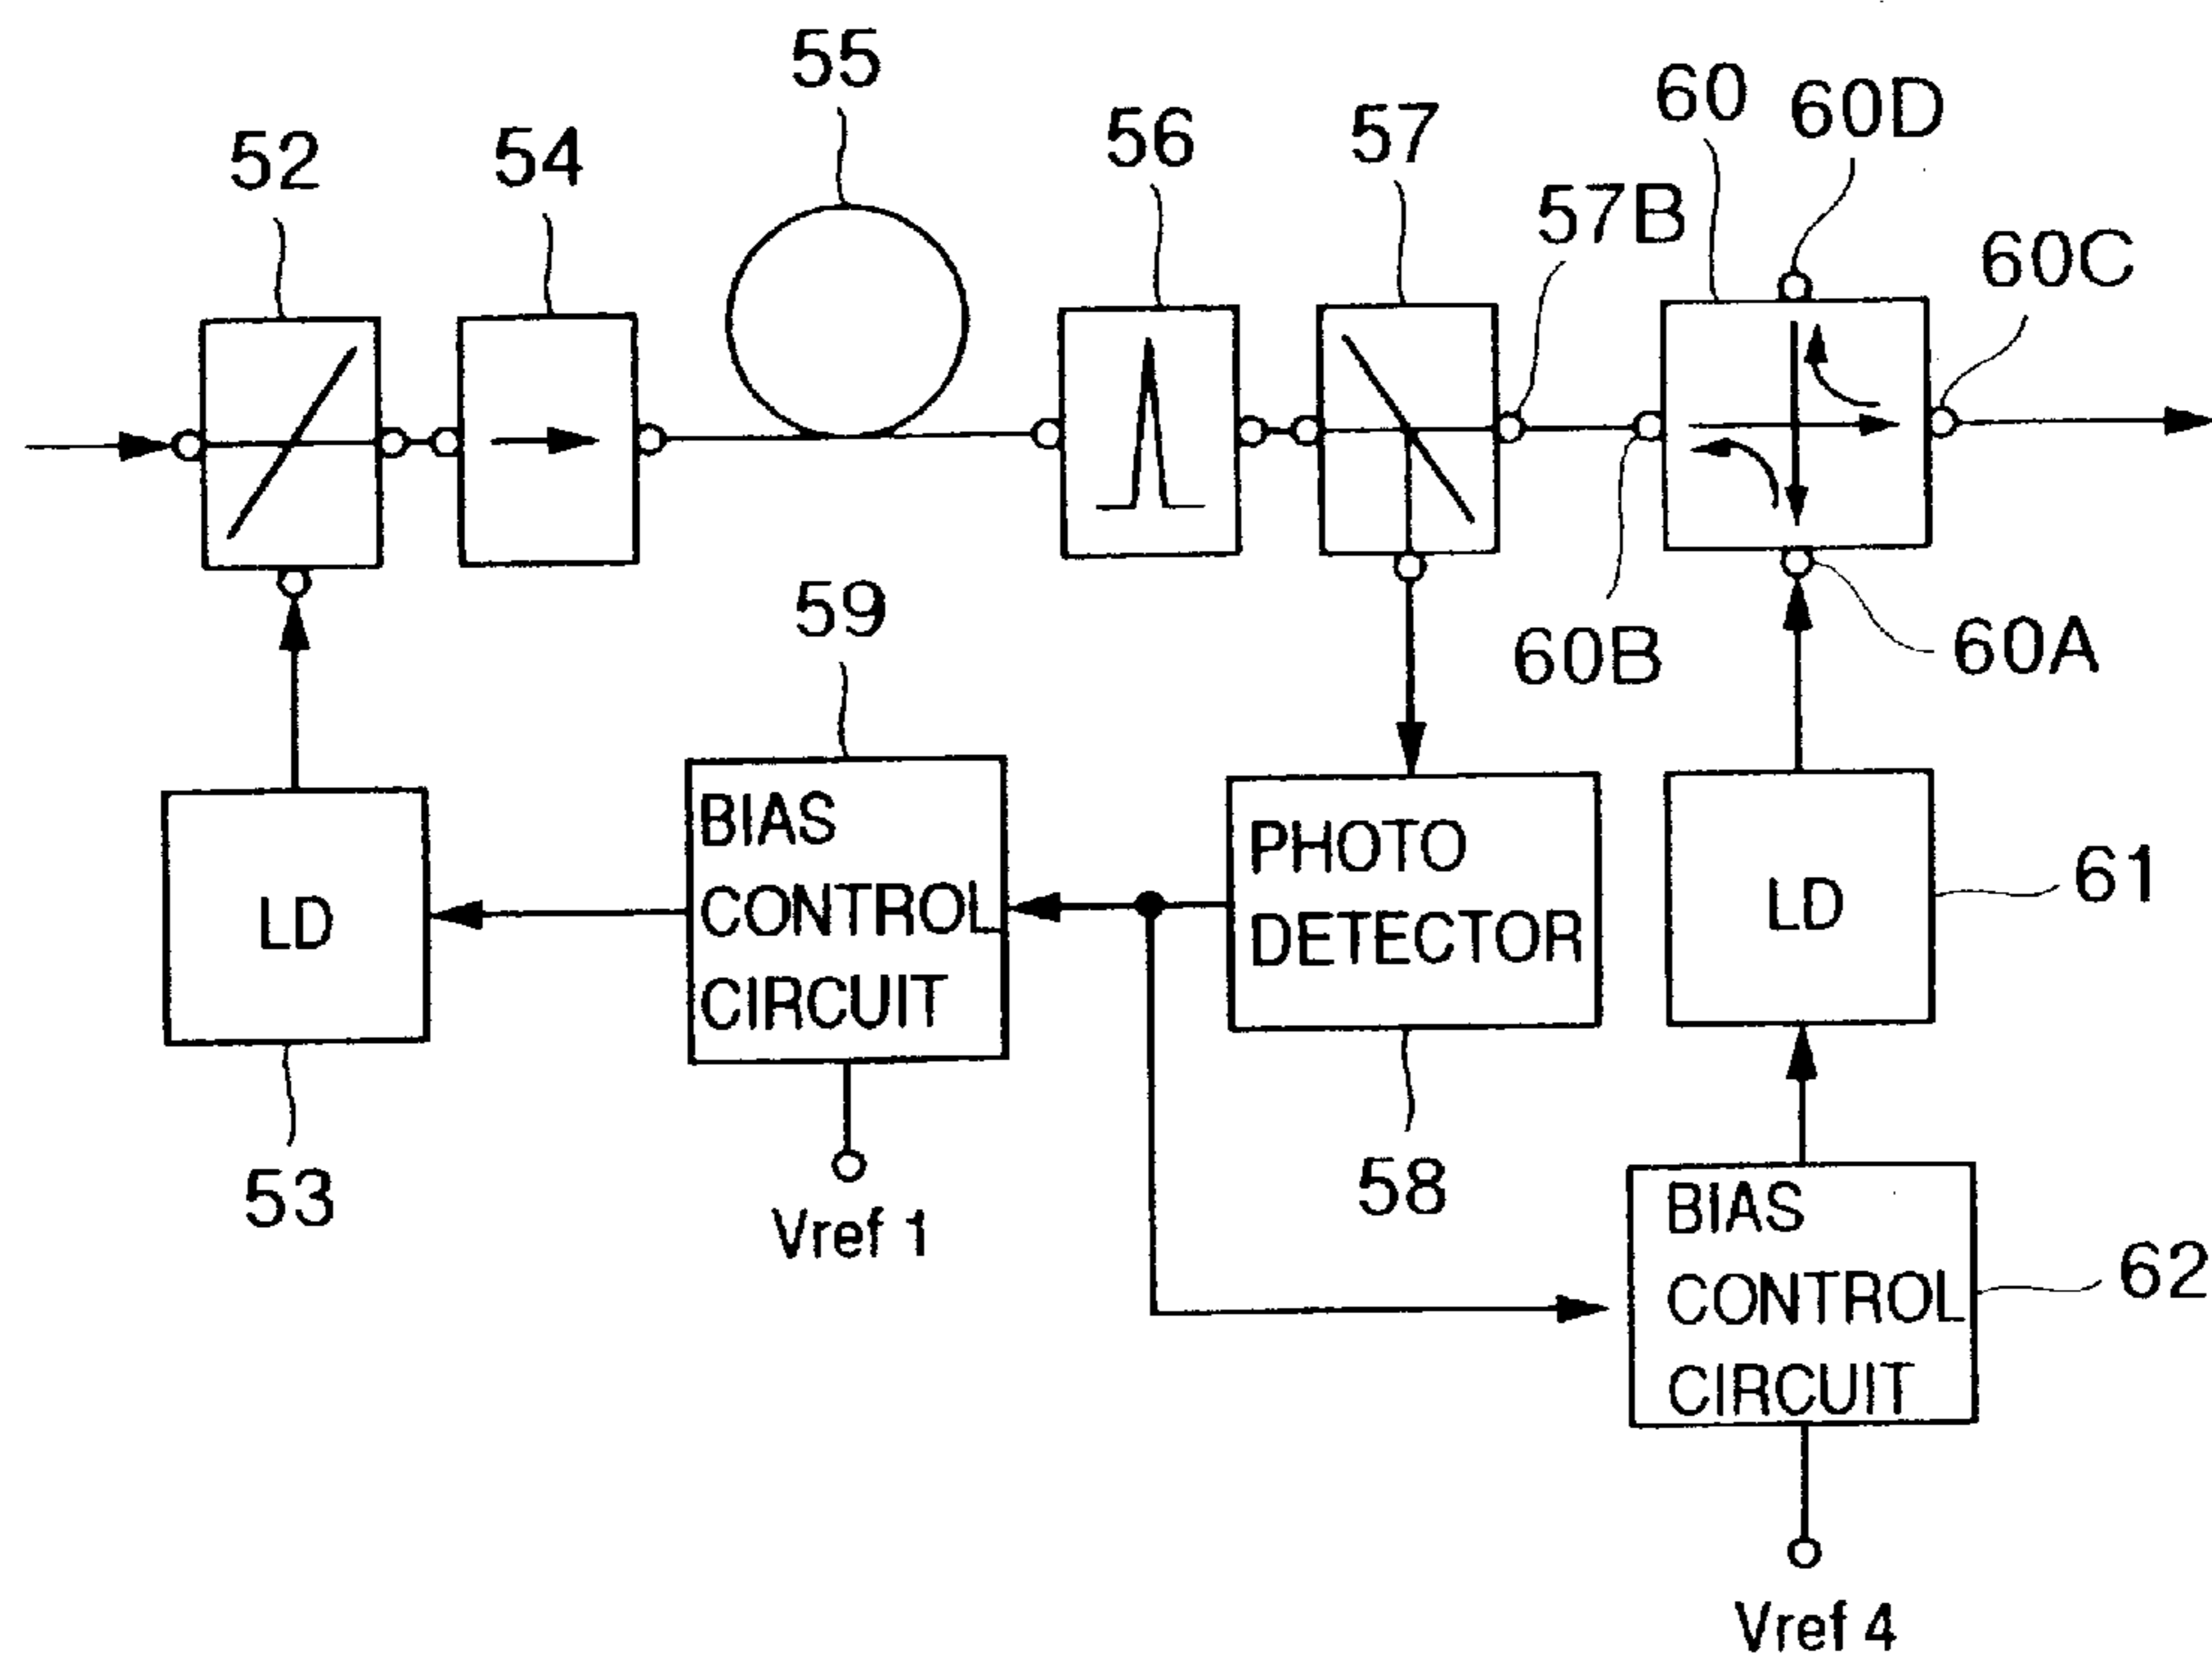 55
60
60D
56
57
52
54
57B
60C
59
60B
60A
BIAS
CONTROL
CIRCUIT
PHOTO
DETECTOR
LD
LD
61
53
Vref 1
58
BIAS
CONTROL
CIRCUIT
62
Vref 4